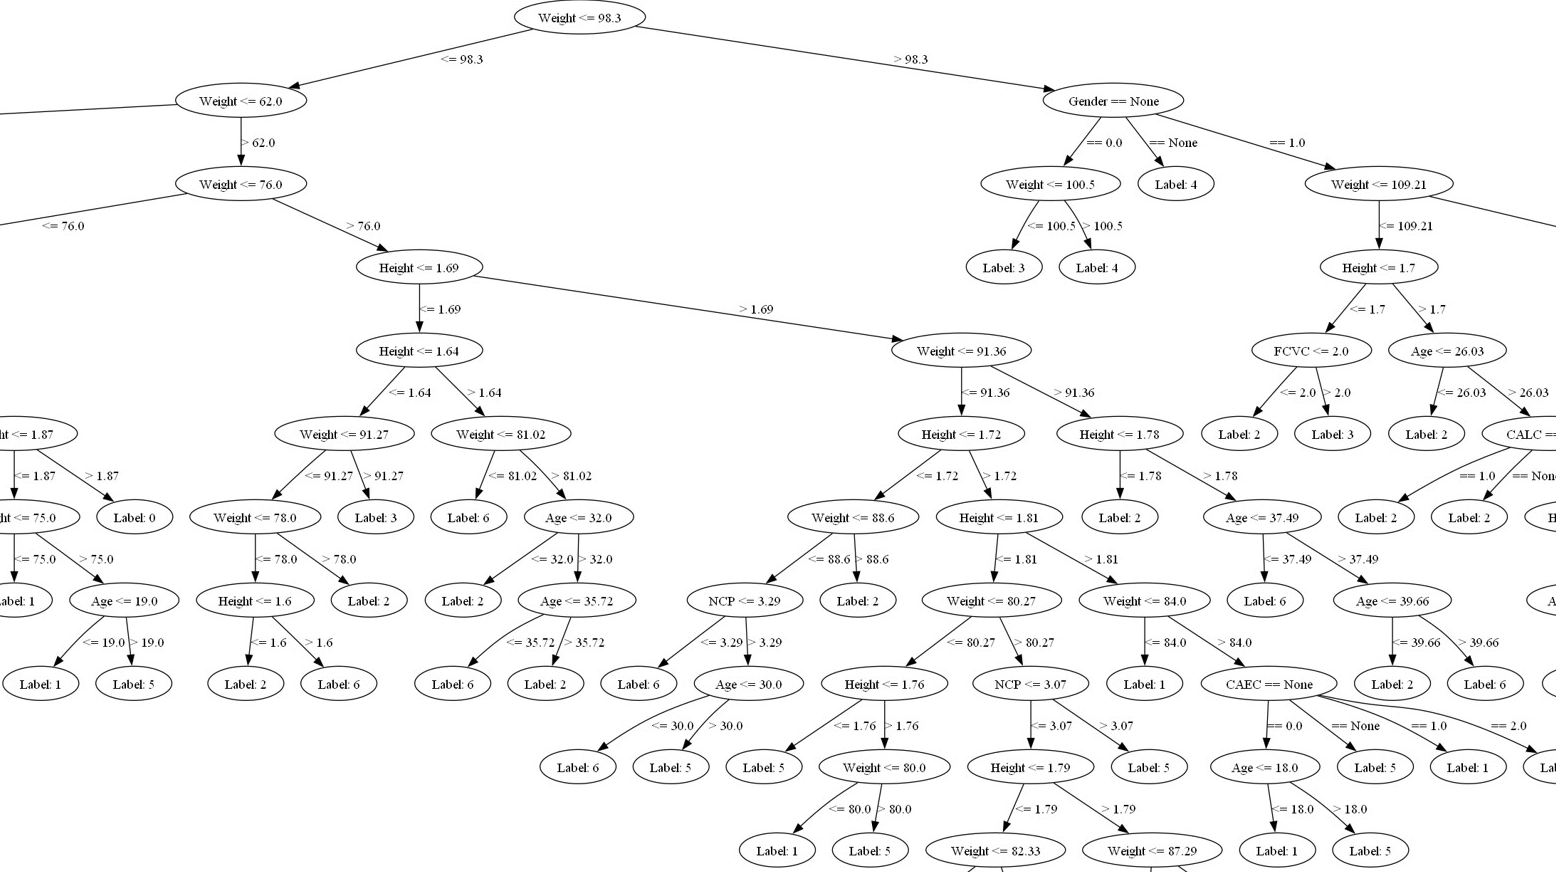 Weight <= 98.3
<= 98.3
> 98.3
Weight <= 62.0
Gender == None
> 62.0
== 0.0
== None
== 1.0
Weight <= 76.0
Weight <= 100.5
Label: 4
Weight <= 109.21
<= 76.0
> 76.0
<= 100.5
> 100.5
<= 109.21
Height <= 1.69
Label: 3
Label: 4
Height <= 1.7
<= 1.69
> 1.69
<= 1.7
> 1.7
Height <= 1.64
Weight <= 91.36
FCVC <= 2.0
Age <= 26.03
<= 1.64
> 1.64
<= 91.36
> 91.36
<= 2.0
> 2.0
<= 26.03
> 26.03
ht <= 1.87
Weight <= 91.27
Weight <= 81.02
Height <= 1.72
Height <= 1.78
Label: 2
Label: 3
Label: 2
CALC ==
<= 1.87
> 1.87
<= 91.27
> 91.27
<= 81.02
> 81.02
<= 1.72
> 1.72
<= 1.78
> 1.78
== 1.0
== None
ght <= 75.0
Label: 0
Weight <= 78.0
Label: 3
Label: 6
Age <= 32.0
Weight <= 88.6
Height <= 1.81
Label: 2
Age <= 37.49
Label: 2
Label: 2
H
<= 75.0
> 75.0
<= 78.0
> 78.0
<= 32.0
> 32.0
<= 88.6
> 88.6
<= 1.81
> 1.81
<= 37.49
> 37.49
abel: 1
Age <= 19.0
Height <= 1.6
Label: 2
Label: 2
Age <= 35.72
NCP <= 3.29
Label: 2
Weight <= 80.27
Weight <= 84.0
Label: 6
Age <= 39.66
A
<= 19.0
> 19.0
<= 1.6
> 1.6
<= 35.72
> 35.72
<= 3.29
> 3.29
<= 80.27
> 80.27
<= 84.0
> 84.0
<= 39.66
> 39.66
Label: 1
Label: 5
Label: 2
Label: 6
Label: 6
Label: 2
Label: 6
Age <= 30.0
Height <= 1.76
NCP <= 3.07
Label: 1
CAEC == None
Label: 2
Label: 6
<= 30.0
> 30.0
<= 1.76
> 1.76
<= 3.07
> 3.07
== 0.0
== None
== 1.0
== 2.0
Label: 6
Label: 5
Label: 5
Weight <= 80.0
Height <= 1.79
Label: 5
Age <= 18.0
Label: 5
Label: 1
La
<= 80.0
> 80.0
<= 1.79
> 1.79
<= 18.0
> 18.0
Label: 1
Label: 5
Weight <= 82.33
Weight <= 87.29
Label: 1
Label: 5